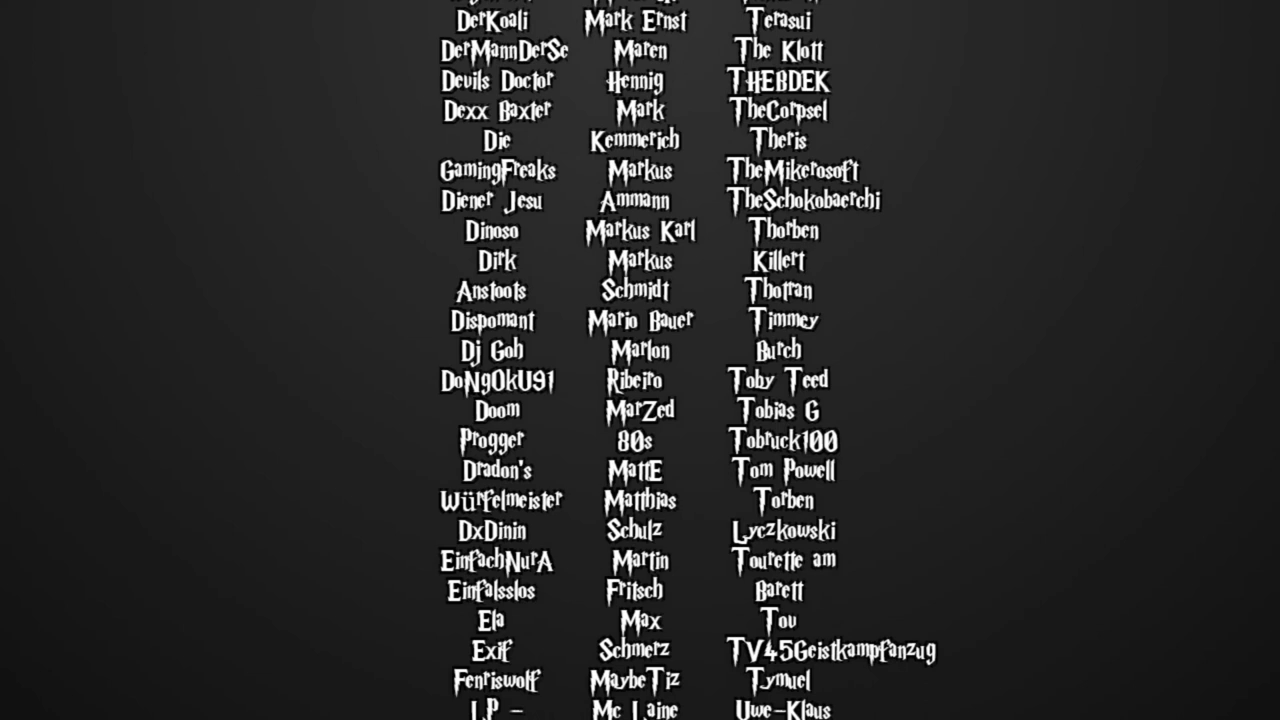 DerKoali
DerMannDerSe
Devils Doctor
Dexx Baxter
Die
GamingFreaks
Diener Jesu
Dinoso
Dirk
Anstoots
Dispomant
Dj Goh
DoNgOkU91
Doom
Progger
Dradon's
Würfelmeister
DxDinin
EinfachNurA
Einfalsslos
Ela
Exif
Fenriswolf
LP -
Mark Ernst
Maren
Hennig
Mark
Kemmerich
Markus
Ammann
Markus Karl
Markus
Schmidt
Mario Bauer
Marlon
Ribeiro
MarZed
80s
MattE
Matthias
Schulz
Martin
Fritsch
Max
Schmerz
MaybeTiz
Mc Laine
Terasui
The Klott
THEBDEK
TheCorpsel
Theris
TheMikerosoft
TheSchokobaerchi
Thorben
Killert
Thotran
Timmey
Burch
Toby Teed
Tobias G
Tobruck100
Tom Powell
Torben
Lyczkowski
Tourette am
Barett
Tov
TV45Geistkampfanzug
Tymuel
Uwe-Klaus